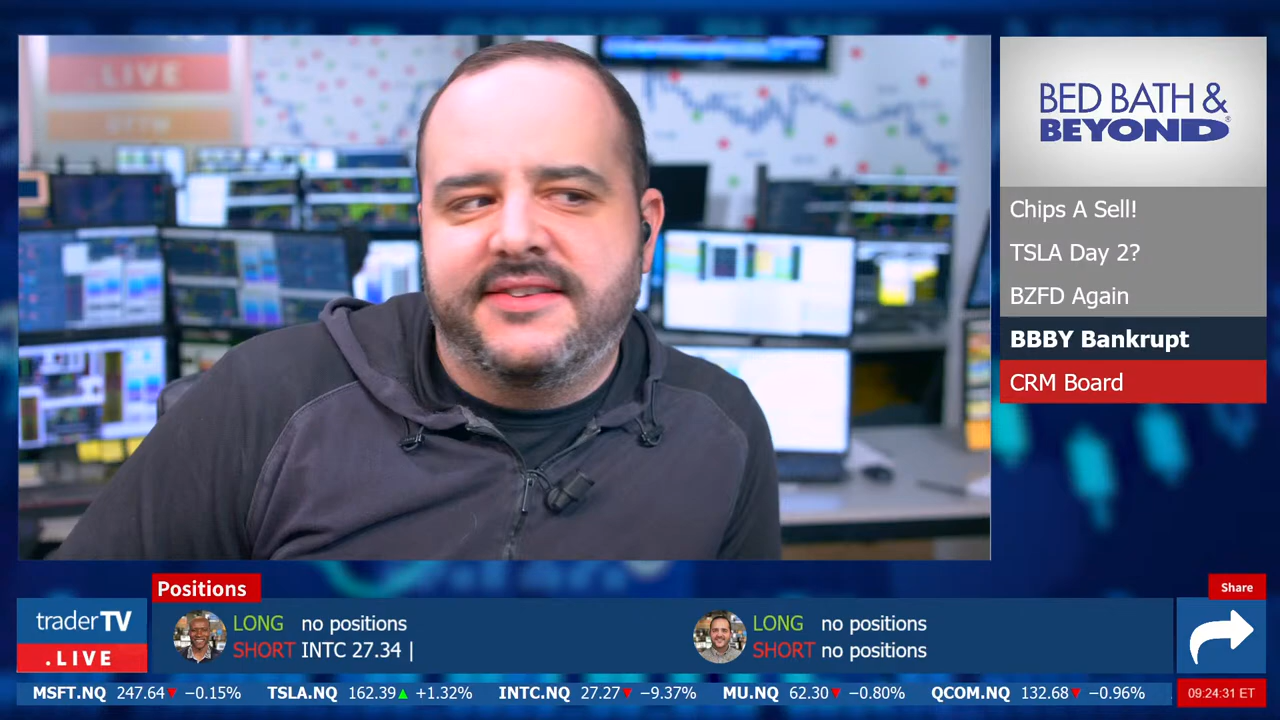 .LIVE
BED BATH &
BEYOND®
Chips A Sell!
TSLA Day 2?
BZFD Again
BBBY Bankrupt
CRM Board
Positions
Share
traderTV
.LIVE
LONG no positions
SHORT INTC 27.34 |
LONG no positions
SHORT no positions
MSFT.NQ 247.64▼ −0.15% TSLA.NQ 162.39▲ +1.32% INTC.NQ 27.27▼ −9.37% MU.NQ 62.30▼ −0.80% QCOM.NQ 132.68▼ −0.96%
09:24:31 ET